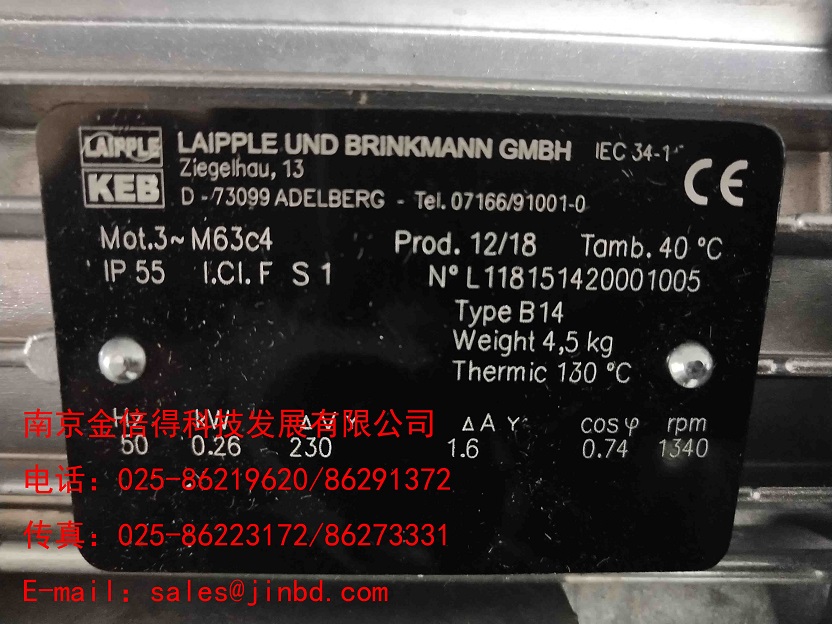 LAIPPLE
KEB
LAIPPLE UND BRINKMANN GMBH IEC 34-1
Ziegelhau, 13
D-73099 ADELBERG - Tel. 07166/91001-0
CE
Mot.3~ M63c4 Prod. 12/18 Tamb. 40 °C
IP 55 I.Cl. F S 1 N° L118151420001005
Type B14
Weight 4,5 kg
Thermic 130 °C
Hz kW Δ V Y Δ A Y cos φ rpm
50 0.26 230 1.6 0.74 1340
南京金倍得科技发展有限公司
电话：025-86219620/86291372
传真：025-86223172/86273331
E-mail：sales@jinbd.com